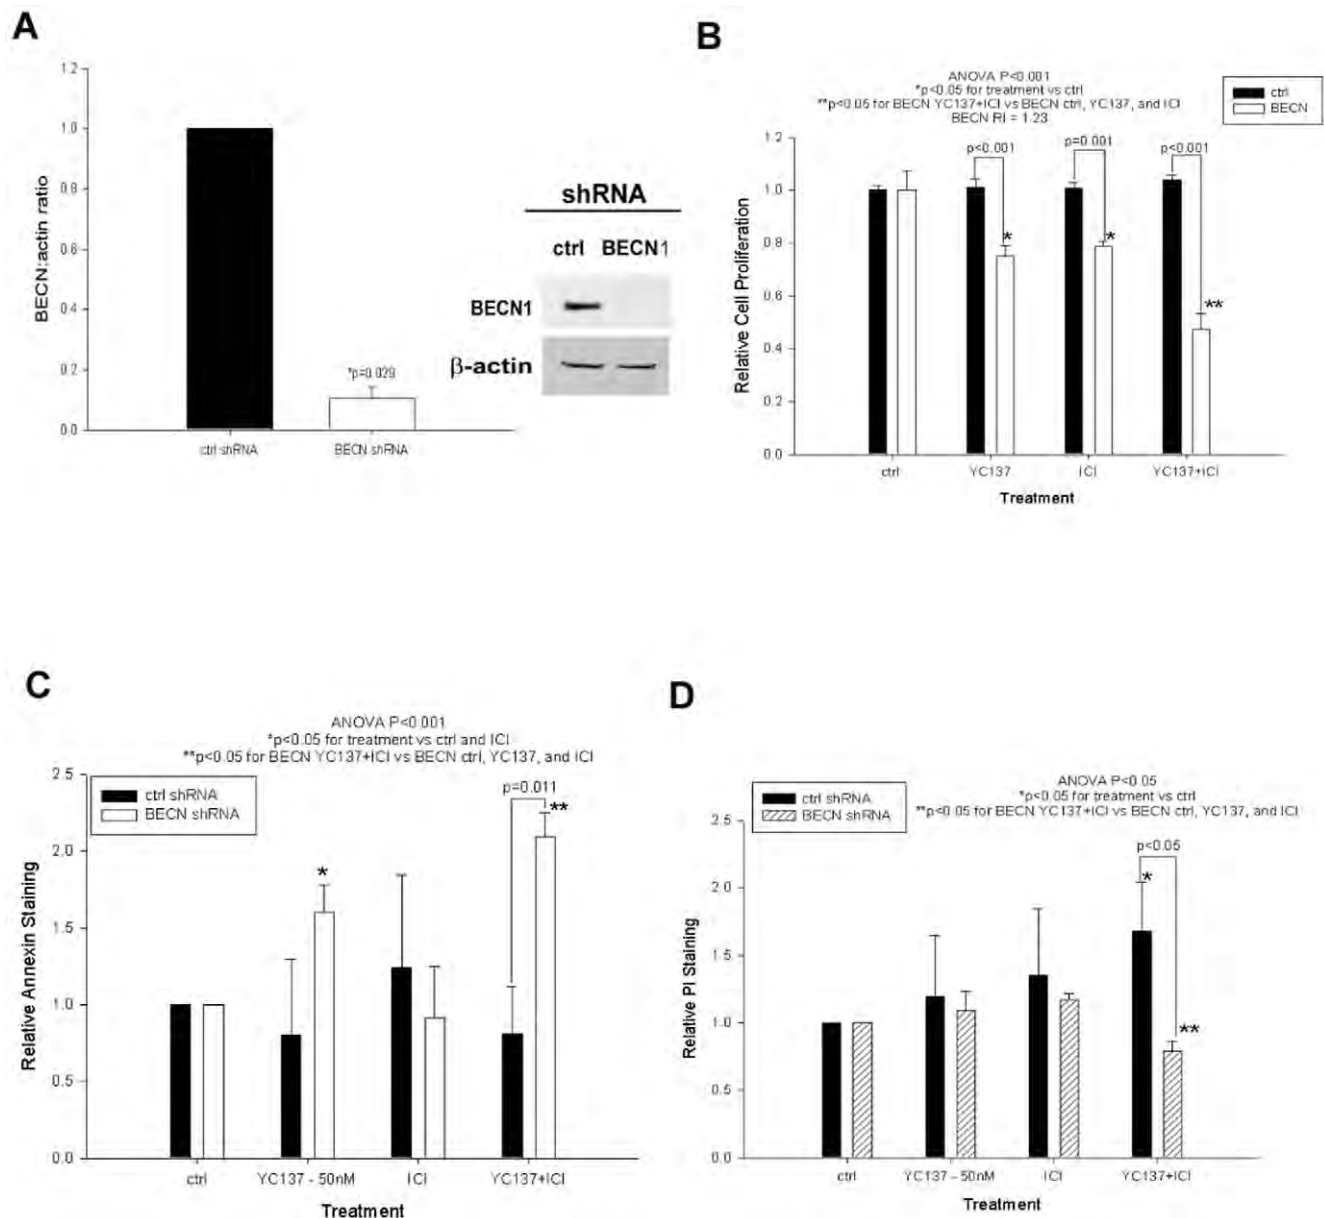 A
1.2
1.0
0.8
0.6
0.4
0.2
0.0
BECN:actin ratio
*p=0.029
ctrl shRNA
BECN shRNA
shRNA
ctrl BECN1
BECN1
β-actin
B
ANOVA P<0.001
*p<0.05 for treatment vs ctrl
**p<0.05 for BECN YC137+ICI vs BECN ctrl, YC137, and ICI
BECN RI = 1.23
ctrl
BECN
1.2
1.0
0.8
0.6
0.4
0.2
0.0
Relative Cell Proliferation
p<0.001
p=0.001
p<0.001
*
*
**
ctrl
YC137
ICI
YC137+ICI
Treatment
C
ANOVA P<0.001
*p<0.05 for treatment vs ctrl and ICI
**p<0.05 for BECN YC137+ICI vs BECN ctrl, YC137, and ICI
ctrl shRNA
BECN shRNA
2.5
2.0
1.5
1.0
0.5
0.0
Relative Annexin Staining
*
p=0.011
**
ctrl
YC137 - 50nM
ICI
YC137+ICI
Treatment
D
ANOVA P<0.05
*p<0.05 for treatment vs ctrl
**p<0.05 for BECN YC137+ICI vs BECN ctrl, YC137, and ICI
ctrl shRNA
BECN shRNA
2.5
2.0
1.5
1.0
0.5
0.0
Relative PI Staining
p<0.05
*
**
ctrl
YC137 - 50nM
ICI
YC137+ICI
Treatment